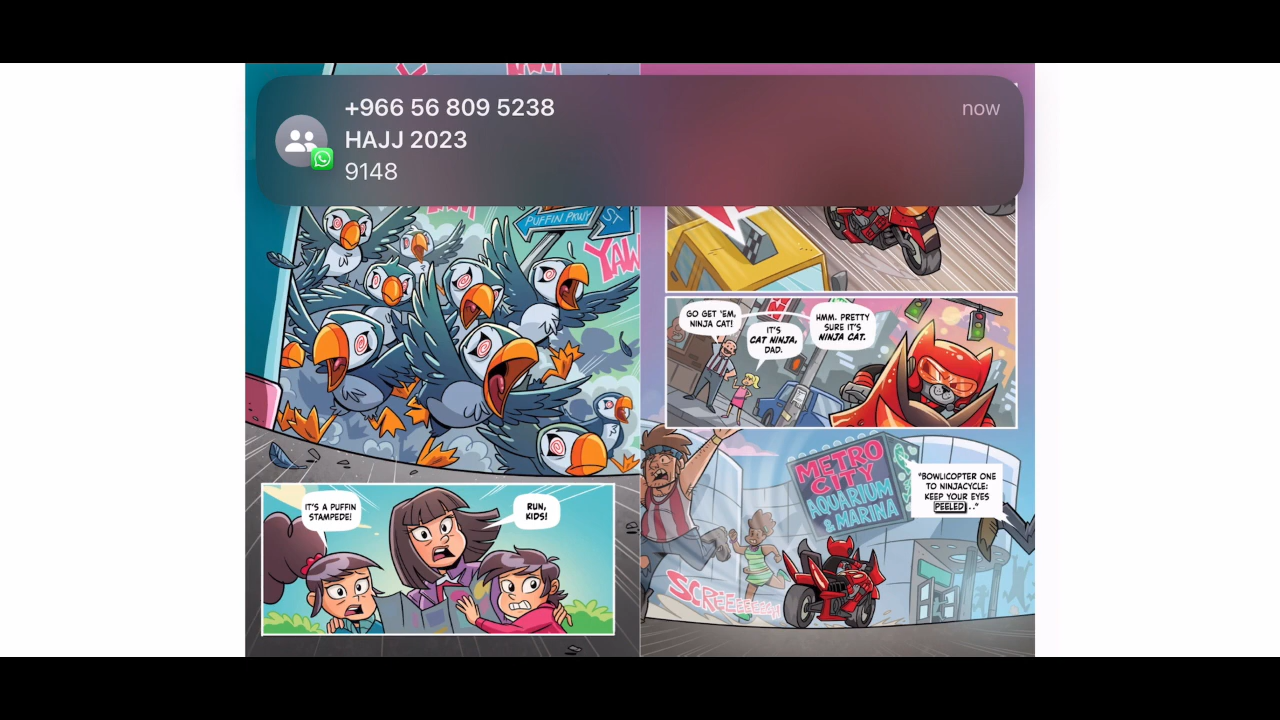 +966 56 809 5238
now
HAJJ 2023
9148
PUFFIN PKWY
ST
IT'S A PUFFIN
STAMPEDE!
RUN,
KIDS!
GO GET 'EM,
NINJA CAT!
IT'S
CAT NINJA,
DAD.
HMM. PRETTY
SURE IT'S
NINJA CAT.
METRO
CITY
AQUARIUM
& MARINA
"BOWLICOPTER ONE
TO NINJACYCLE:
KEEP YOUR EYES
PEELED..."